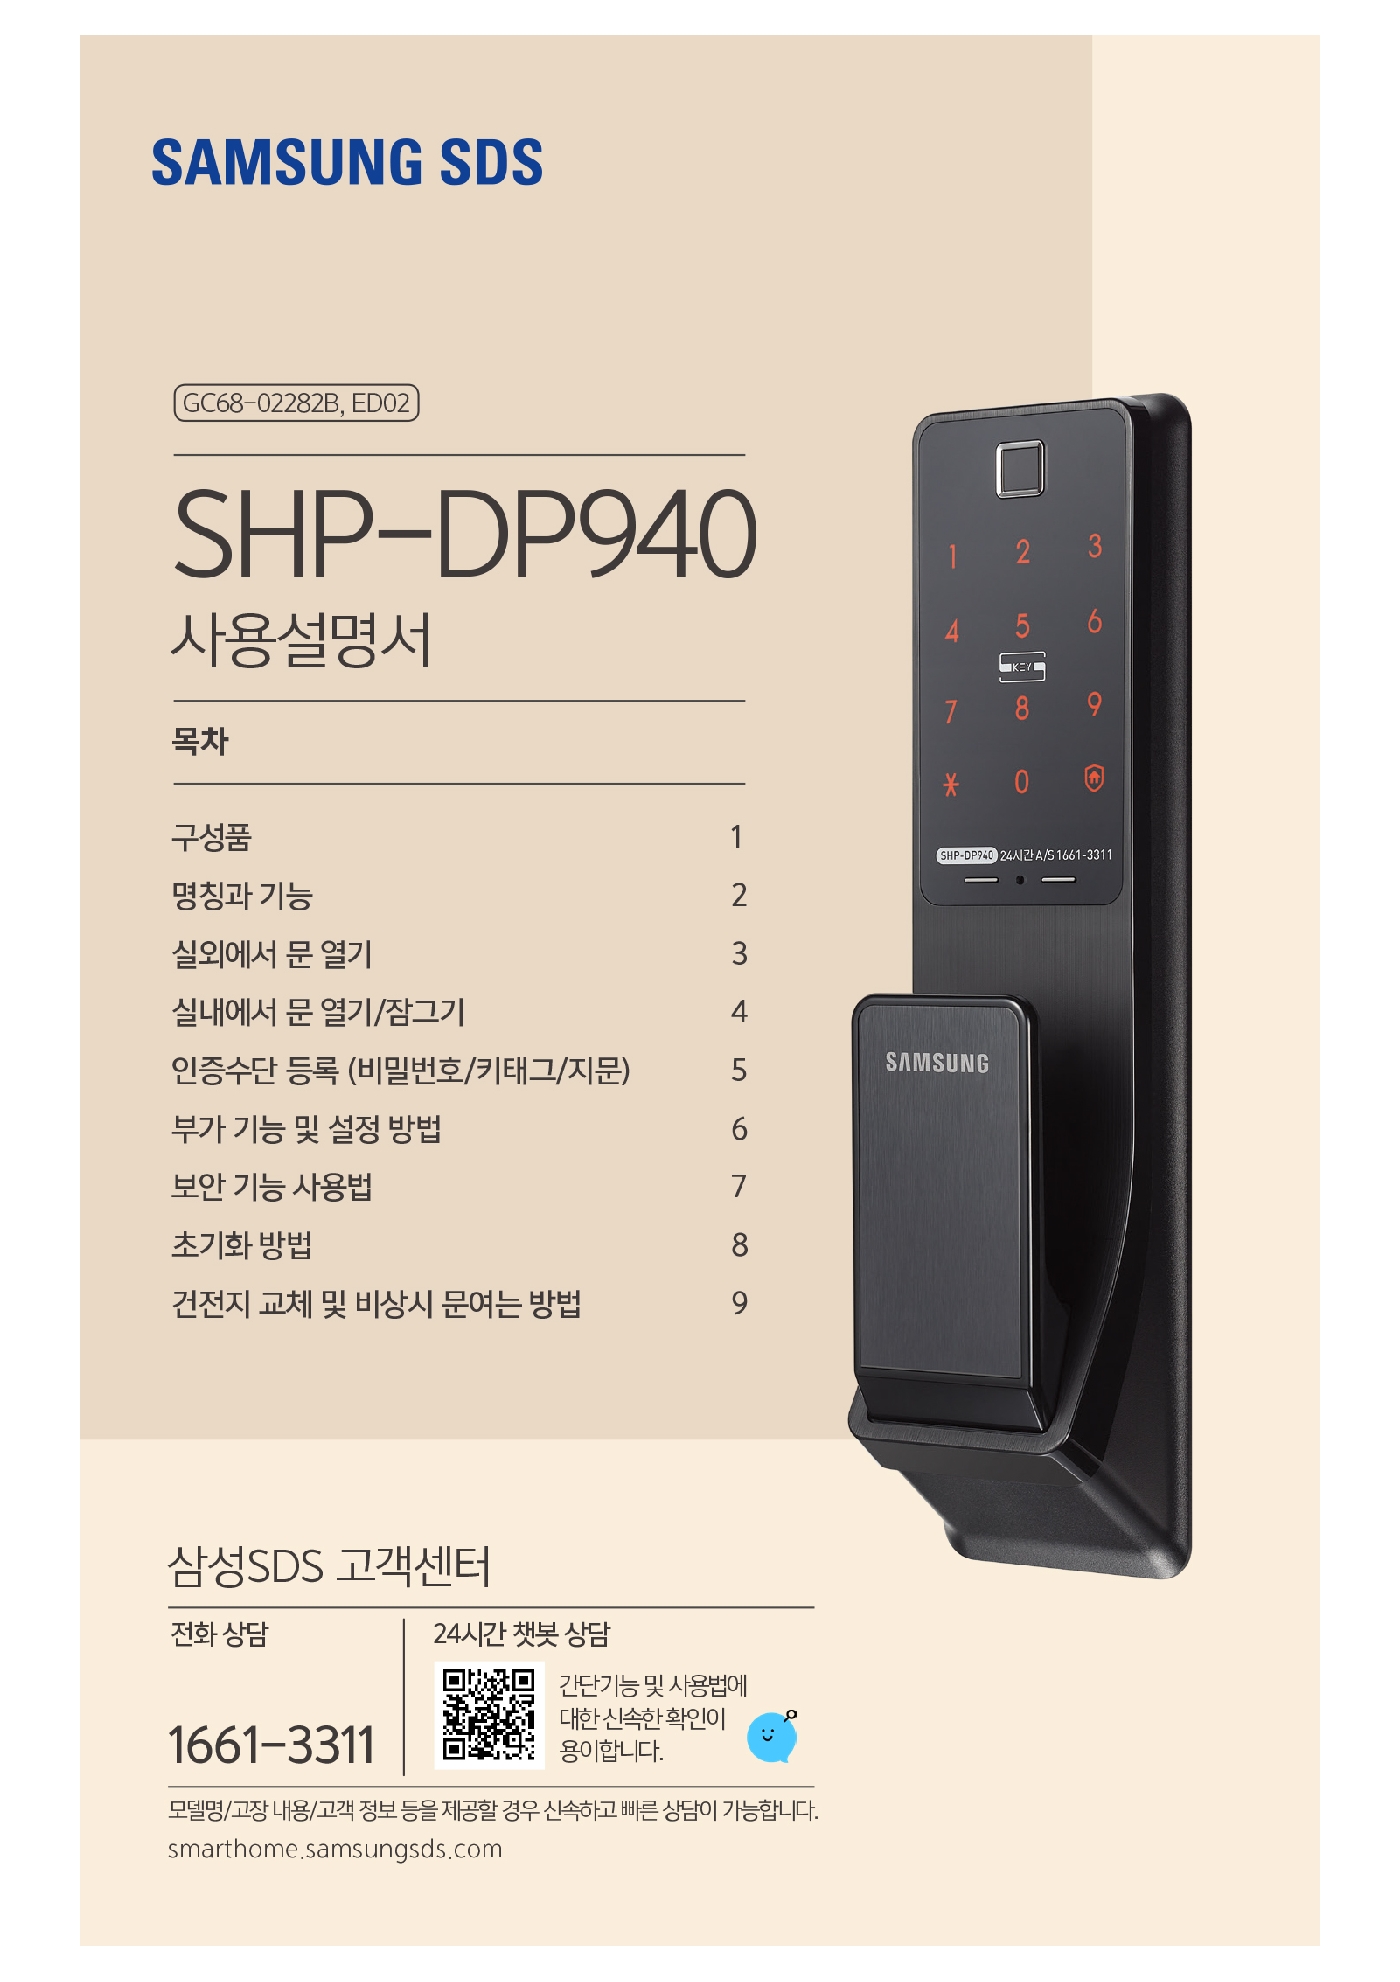 SAMSUNG SDS
GC68-02282B, ED02
SHP-DP940
사용설명서
목차
구성품 1
명칭과 기능 2
실외에서 문 열기 3
실내에서 문 열기/잠그기 4
인증수단 등록 (비밀번호/키태그/지문) 5
부가 기능 및 설정 방법 6
보안 기능 사용법 7
초기화 방법 8
건전지 교체 및 비상시 문여는 방법 9
1 2 3
4 5 6
KEY
7 8 9
* 0
SHP-DP940 24시간 A/S 1661-3311
SAMSUNG
삼성SDS 고객센터
전화 상담
1661-3311
24시간 챗봇 상담
간단기능 및 사용법에
대한 신속한 확인이
용이합니다.
모델명/고장 내용/고객 정보 등을 제공할 경우 신속하고 빠른 상담이 가능합니다.
smarthome.samsungsds.com